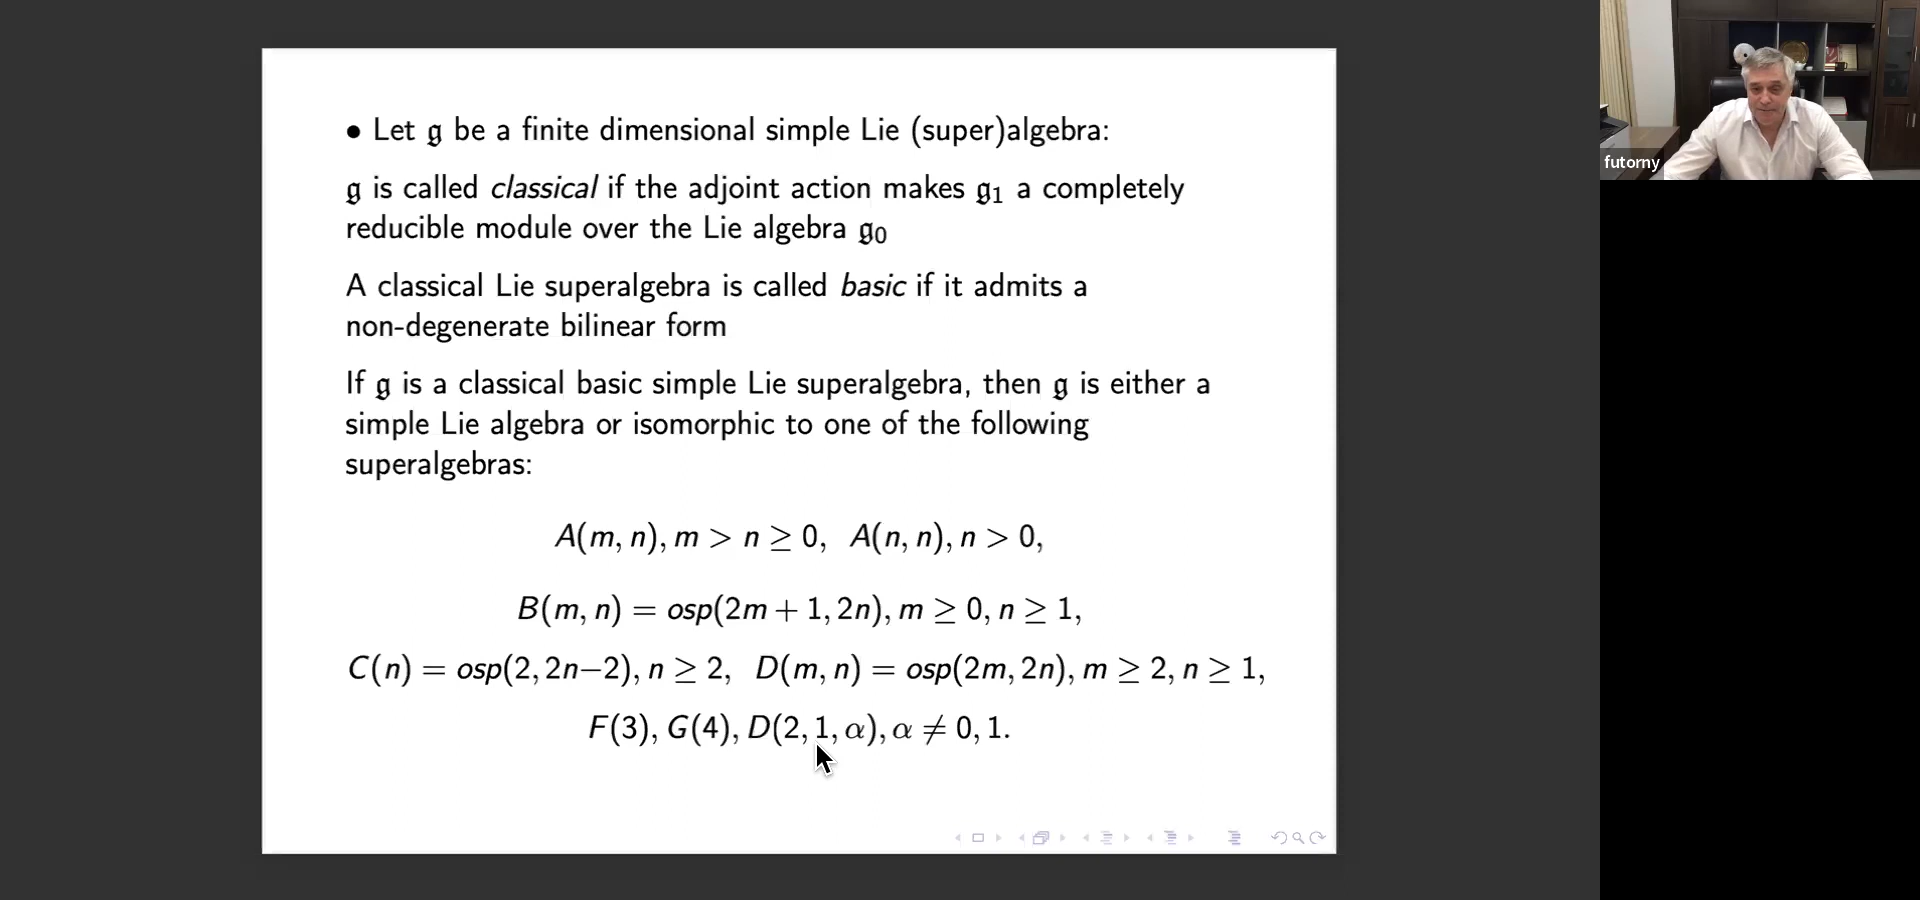 • Let 𝔤 be a finite dimensional simple Lie (super)algebra:
𝔤 is called classical if the adjoint action makes 𝔤₁ a completely
reducible module over the Lie algebra 𝔤₀
A classical Lie superalgebra is called basic if it admits a
non-degenerate bilinear form
If 𝔤 is a classical basic simple Lie superalgebra, then 𝔤 is either a
simple Lie algebra or isomorphic to one of the following
superalgebras:
A(m, n), m > n ≥ 0, A(n, n), n > 0,
B(m, n) = osp(2m + 1, 2n), m ≥ 0, n ≥ 1,
C(n) = osp(2, 2n−2), n ≥ 2, D(m, n) = osp(2m, 2n), m ≥ 2, n ≥ 1,
F(3), G(4), D(2, 1, α), α ≠ 0, 1.
futorny